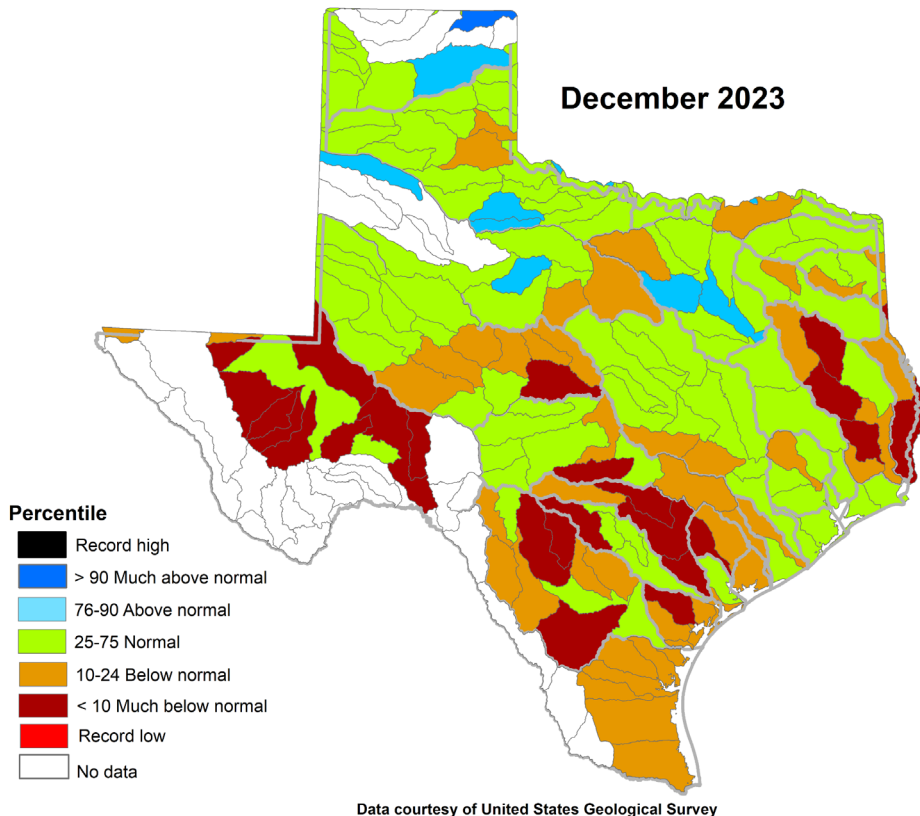 December 2023
Percentile
Record high
> 90 Much above normal
76-90 Above normal
25-75 Normal
10-24 Below normal
< 10 Much below normal
Record low
No data
Data courtesy of United States Geological Survey